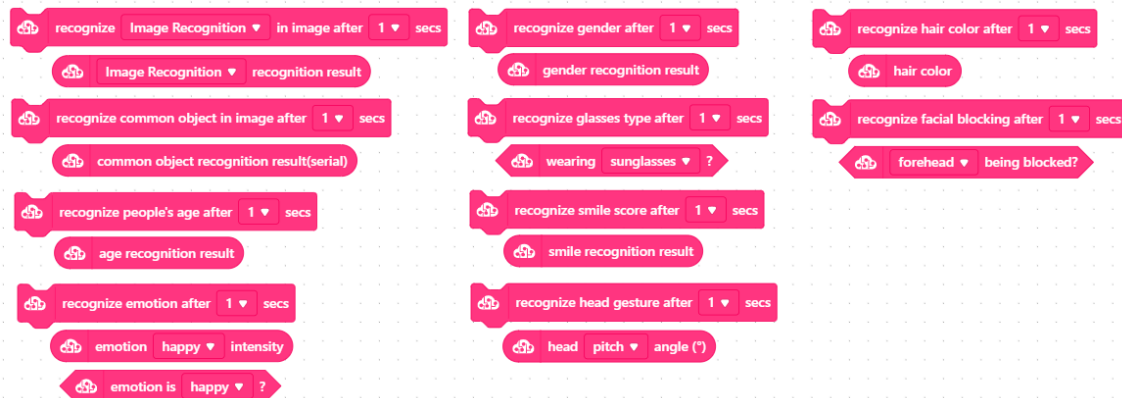 recognize Image Recognition in image after 1 secs
Image Recognition recognition result
recognize common object in image after 1 secs
common object recognition result(serial)
recognize people's age after 1 secs
age recognition result
recognize emotion after 1 secs
emotion happy intensity
emotion is happy ?
recognize gender after 1 secs
gender recognition result
recognize glasses type after 1 secs
wearing sunglasses ?
recognize smile score after 1 secs
smile recognition result
recognize head gesture after 1 secs
head pitch angle (°)
recognize hair color after 1 secs
hair color
recognize facial blocking after 1 secs
forehead being blocked?